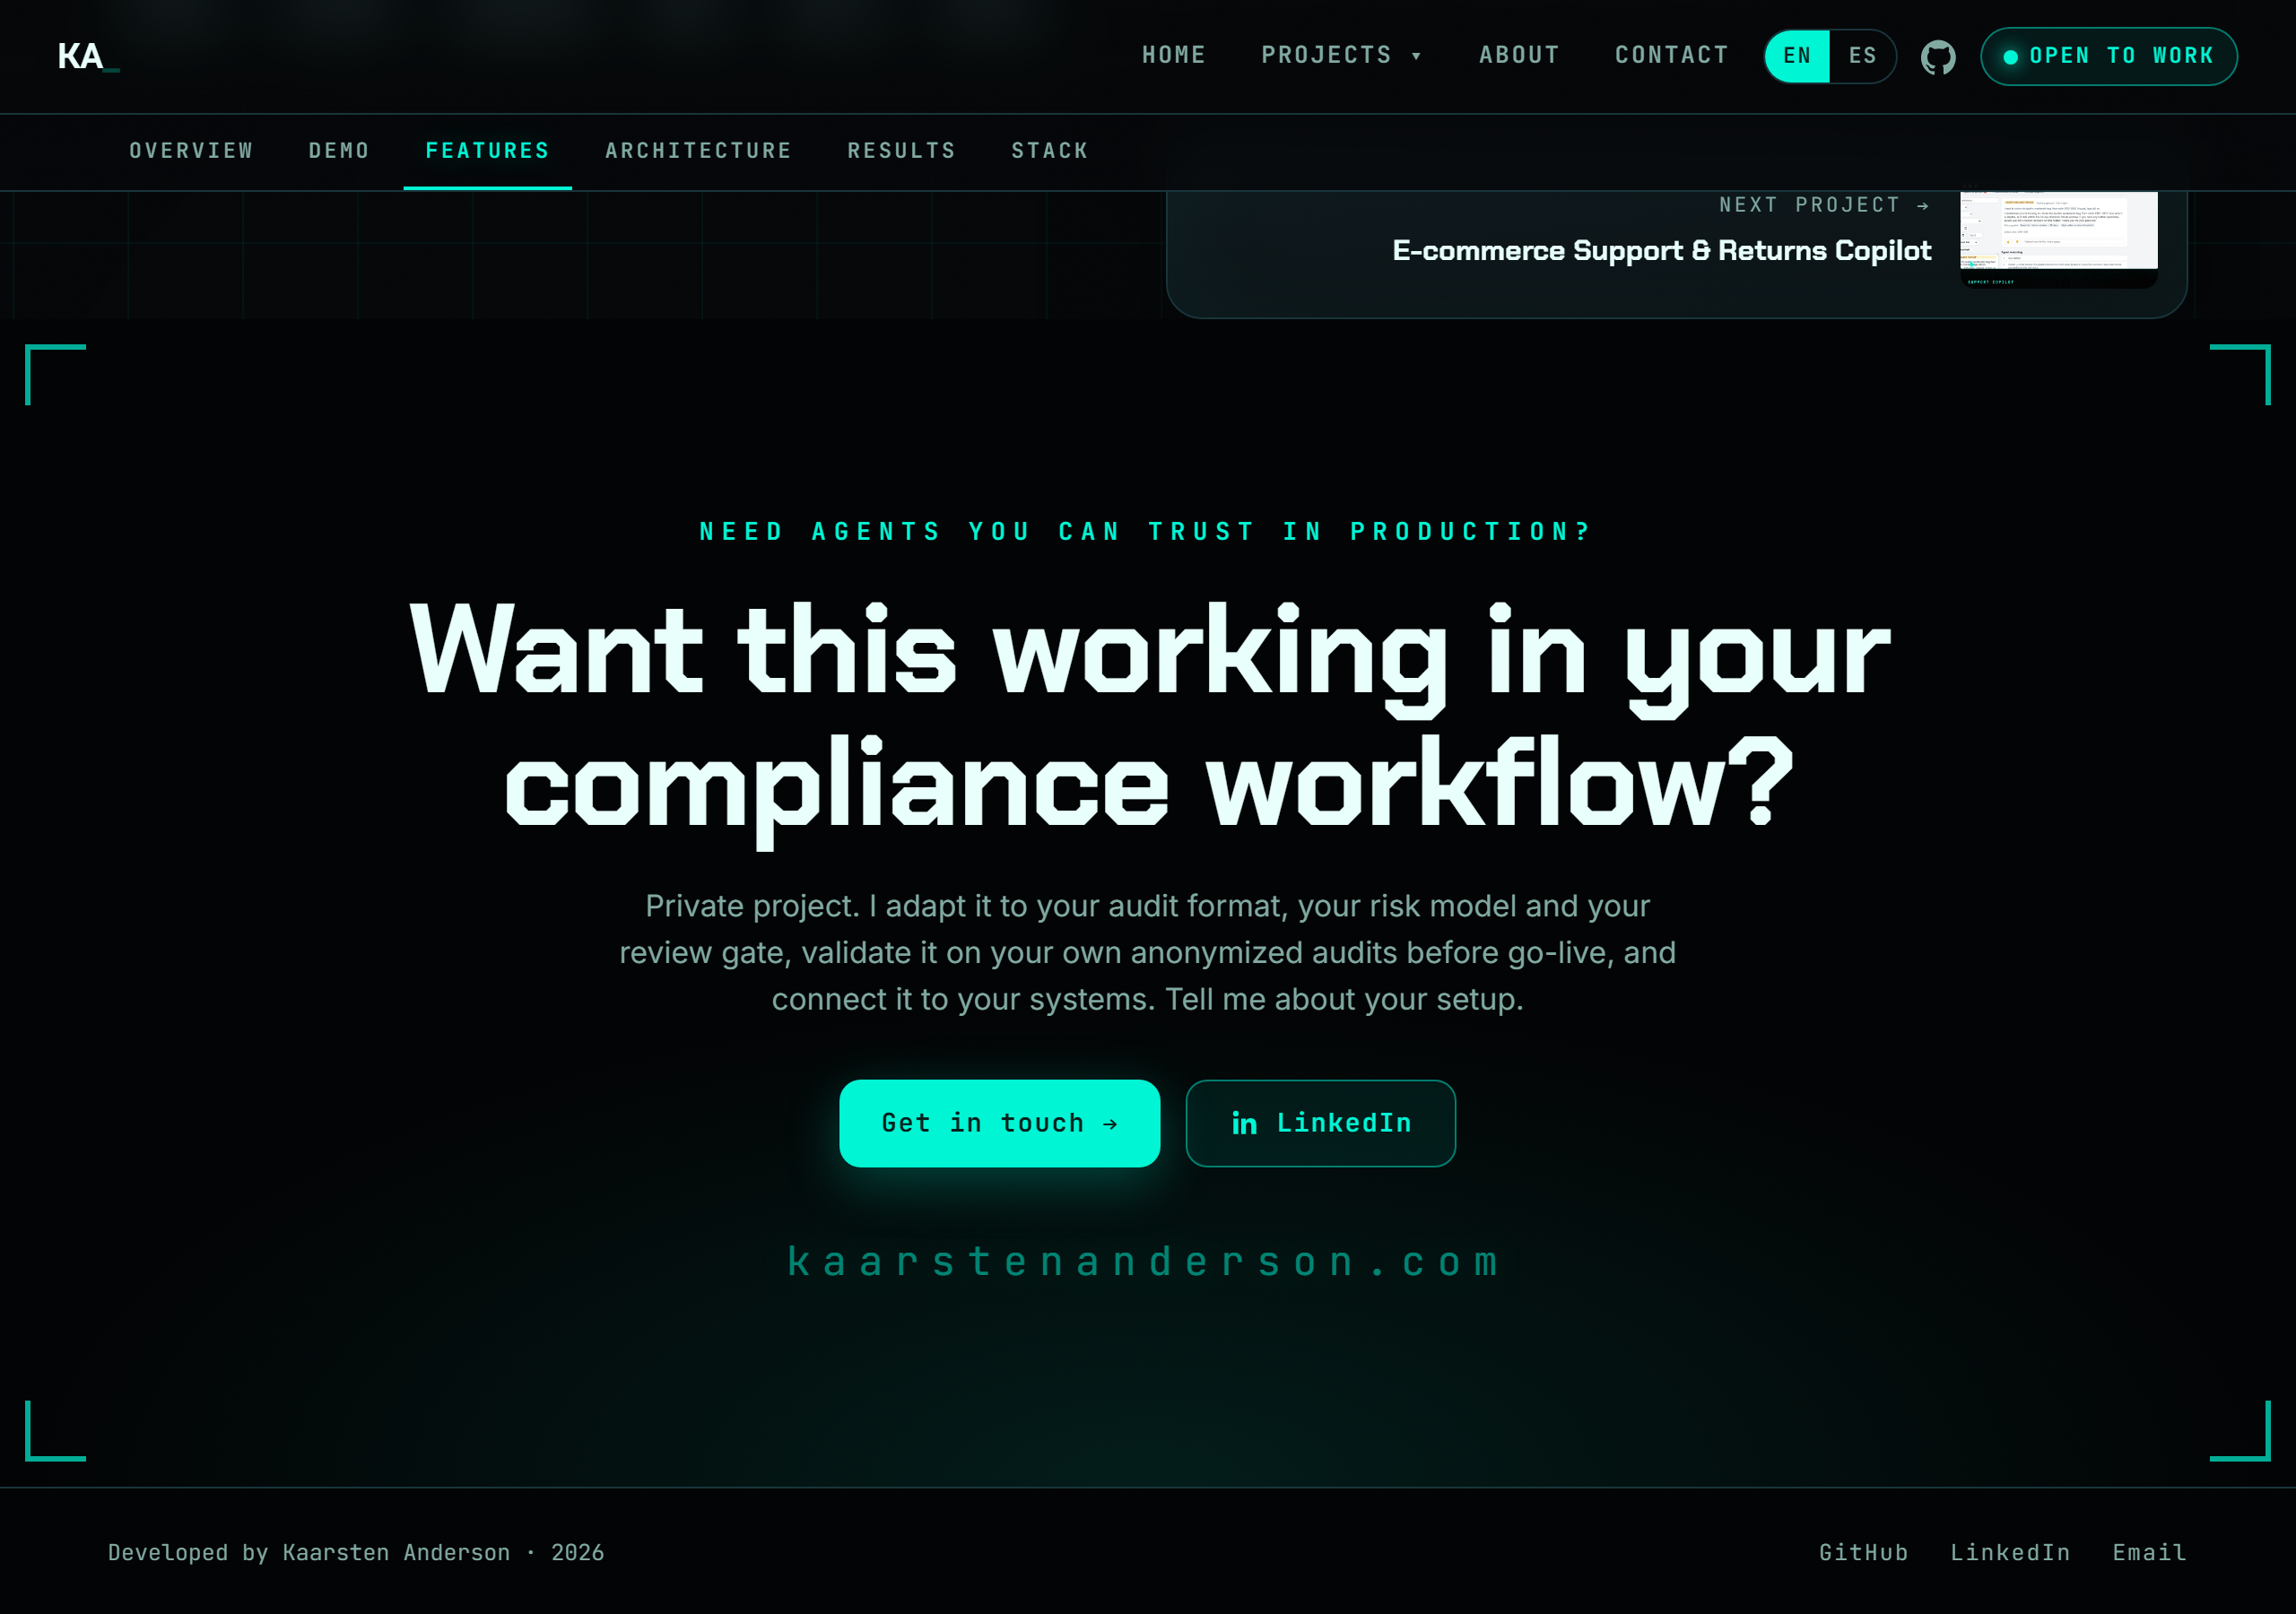 KA_
HOME PROJECTS ▾ ABOUT CONTACT EN ES OPEN TO WORK
OVERVIEW DEMO FEATURES ARCHITECTURE RESULTS STACK
NEXT PROJECT →
E-commerce Support & Returns Copilot
SUPPORT COPILOT
NEED AGENTS YOU CAN TRUST IN PRODUCTION?
Want this working in your
compliance workflow?
Private project. I adapt it to your audit format, your risk model and your
review gate, validate it on your own anonymized audits before go-live, and
connect it to your systems. Tell me about your setup.
Get in touch →
in LinkedIn
kaarstenanderson.com
Developed by Kaarsten Anderson · 2026
GitHub LinkedIn Email